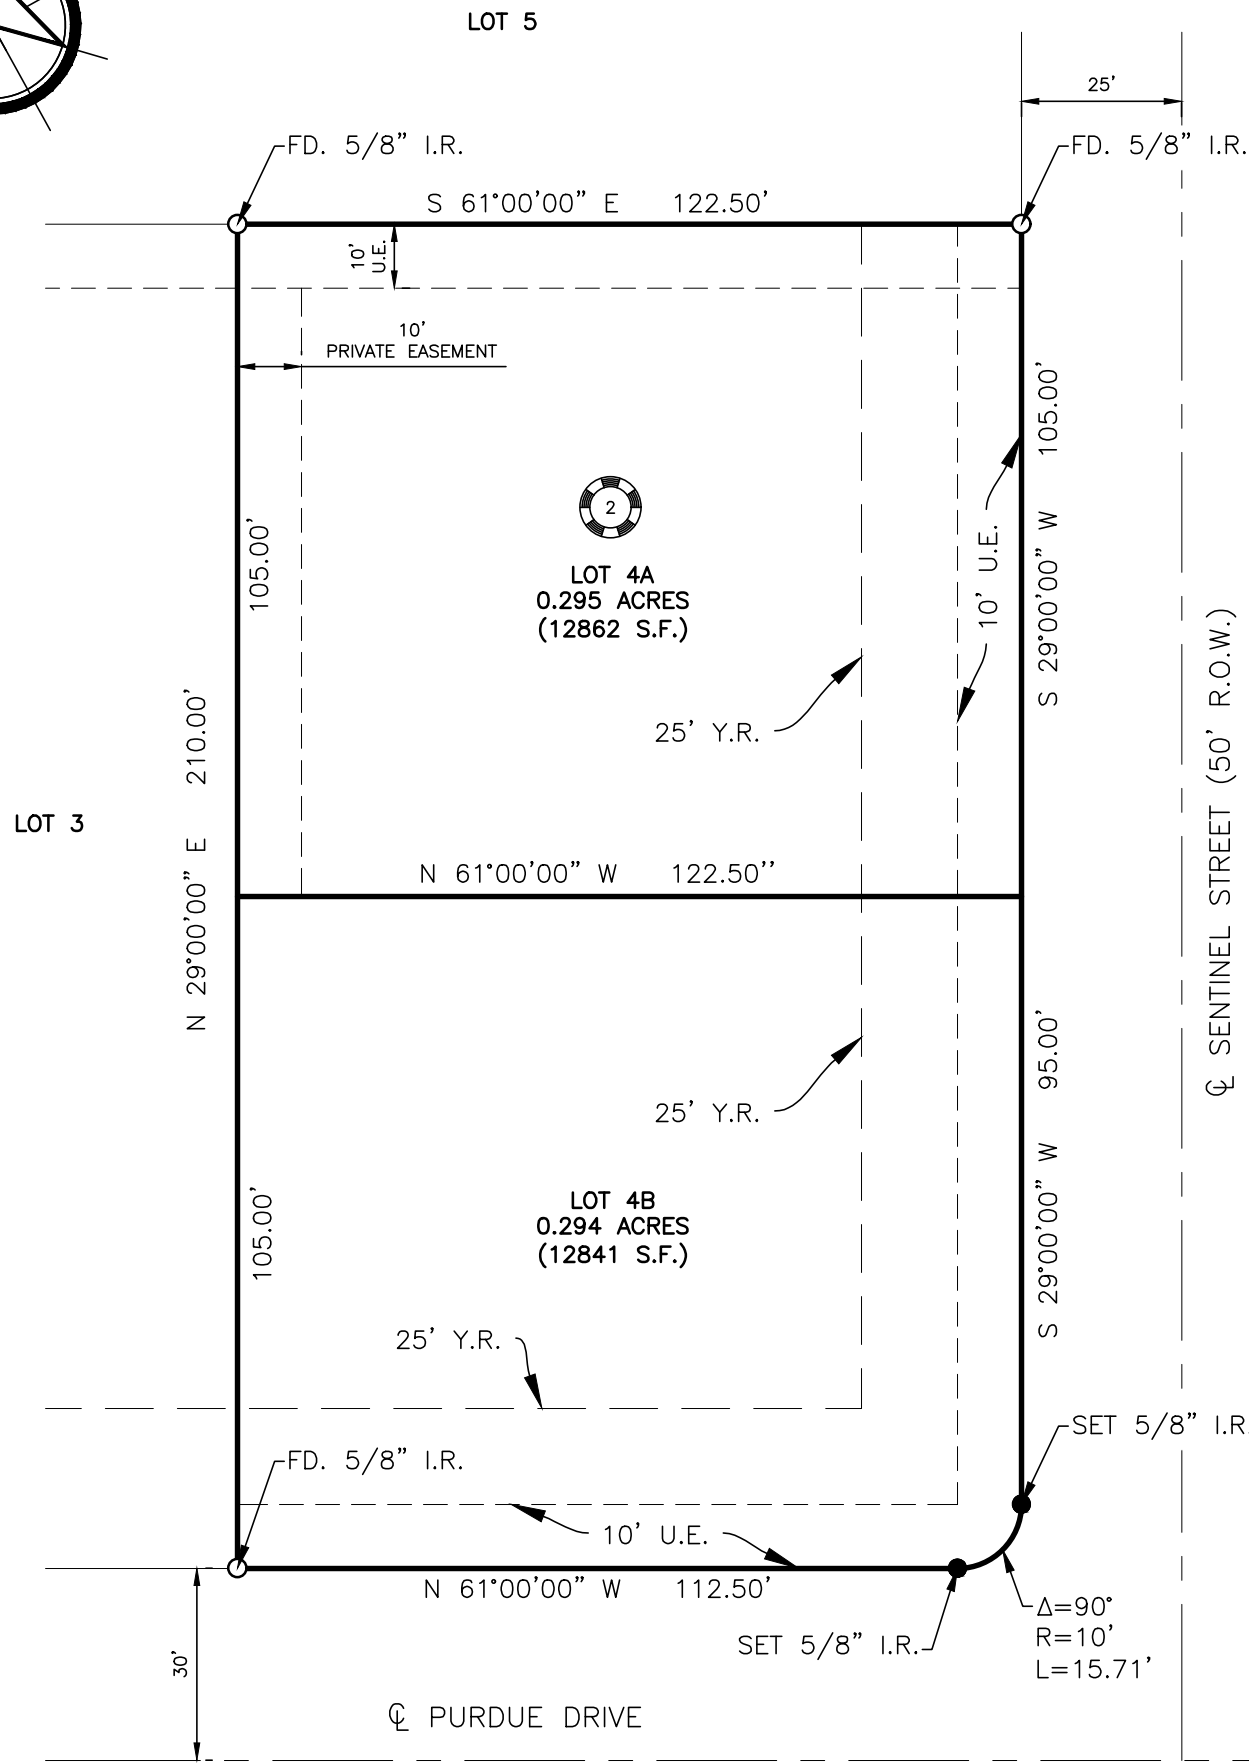 LOT 5
25'
FD. 5/8" I.R.
FD. 5/8" I.R.
S 61°00'00" E 122.50'
10'
U.E.
10'
PRIVATE EASEMENT
105.00'
S 29°00'00" W 105.00'
2
10' U.E.
105.00'
LOT 4A
0.295 ACRES
(12862 S.F.)
25' Y.R.
N 29°00'00" E 210.00'
LOT 3
℄ SENTINEL STREET (50' R.O.W.)
N 61°00'00" W 122.50''
25' Y.R.
S 29°00'00" W 95.00'
105.00'
LOT 4B
0.294 ACRES
(12841 S.F.)
25' Y.R.
SET 5/8" I.R.
FD. 5/8" I.R.
10' U.E.
N 61°00'00" W 112.50'
Δ=90°
R=10'
L=15.71'
SET 5/8" I.R.
30'
℄ PURDUE DRIVE